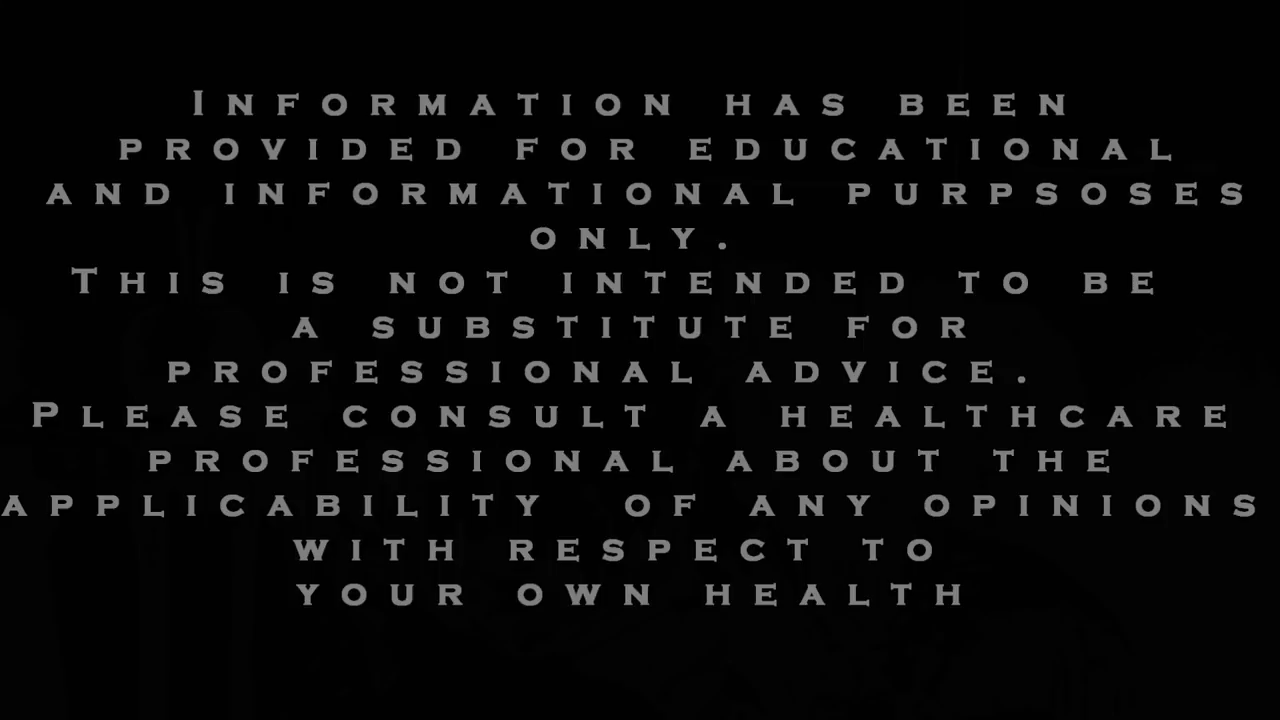 Information has been
provided for educational
and informational purpsoses
only.
This is not intended to be
a substitute for
professional advice.
Please consult a healthcare
professional about the
applicability of any opinions
with respect to
your own health